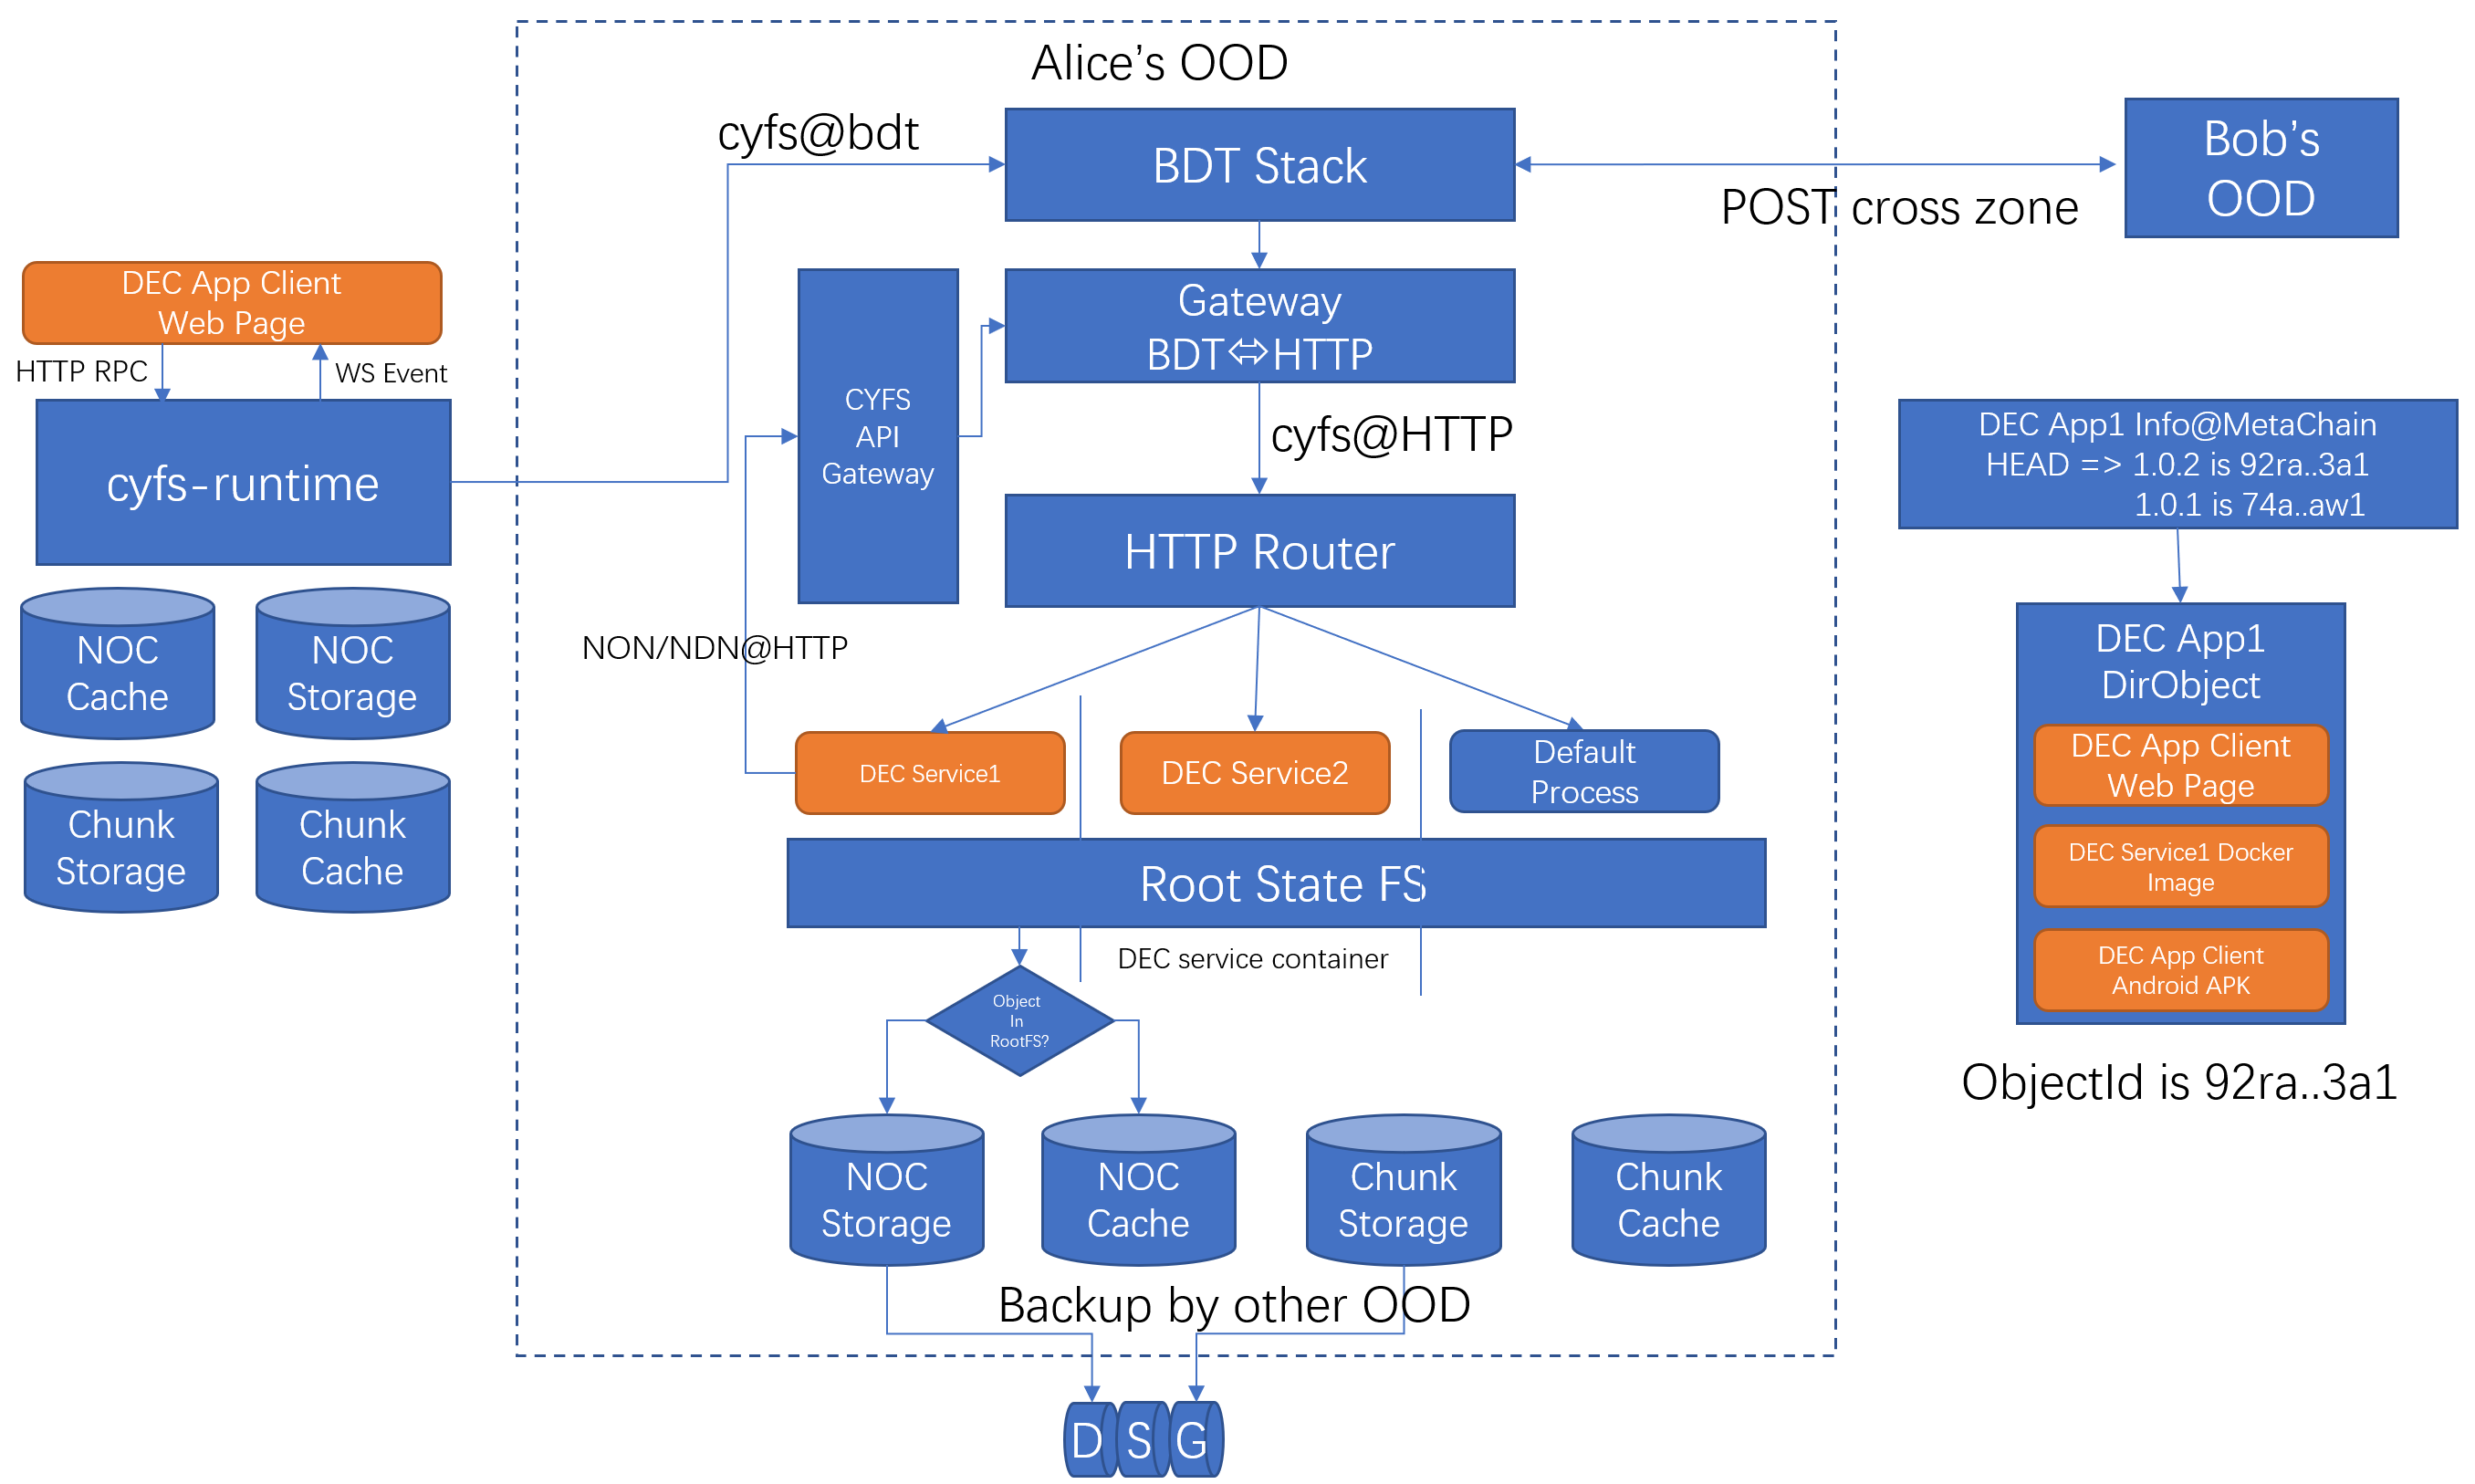 Alice’s OOD
cyfs@bdt
BDT Stack
Bob’s
OOD
POST cross zone
DEC App Client
Web Page
HTTP RPC
WS Event
cyfs-runtime
NOC
Cache
NOC
Storage
Chunk
Storage
Chunk
Cache
Gateway
BDT⬄HTTP
CYFS
API
Gateway
cyfs@HTTP
HTTP Router
NON/NDN@HTTP
DEC Service1
DEC Service2
Default
Process
Root State FS
DEC service container
Object
In
RootFS?
NOC
Storage
NOC
Cache
Chunk
Storage
Chunk
Cache
Backup by other OOD
D S G
DEC App1 Info@MetaChain
HEAD => 1.0.2 is 92ra..3a1
1.0.1 is 74a..aw1
DEC App1
DirObject
DEC App Client
Web Page
DEC Service1 Docker
Image
DEC App Client
Android APK
ObjectId is 92ra..3a1